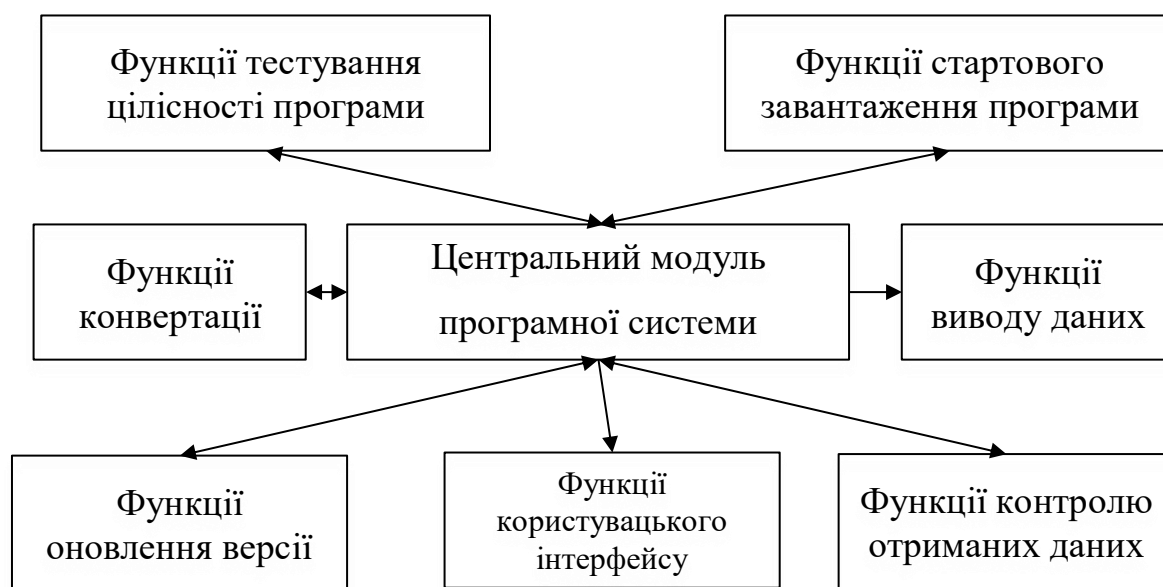 Функції тестування
цілісності програми
Функції стартового
завантаження програми
Функції
конвертації
Центральний модуль
програмної системи
Функції
виводу даних
Функції
оновлення версії
Функції
користувацького
інтерфейсу
Функції контролю
отриманих даних